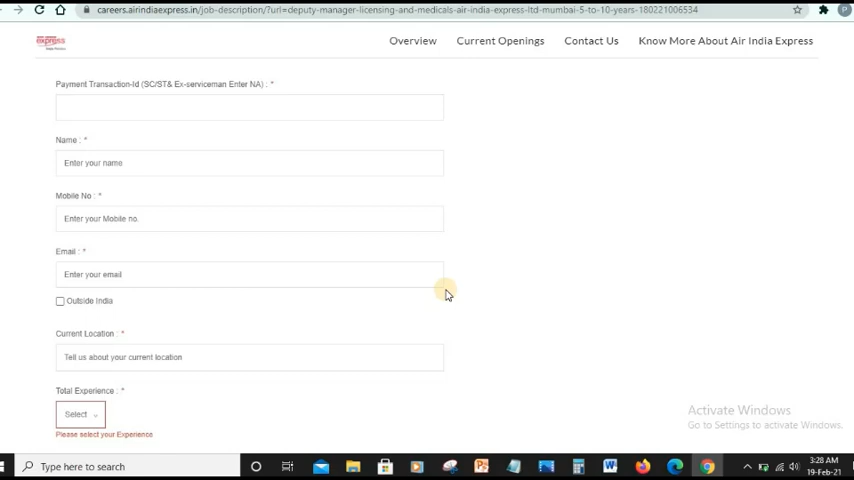 careers.airindiaexpress.in/job-description/?uri=deputy-manager-licensing-and-medicals-air-india-express-ltd-mumbai-5-to-10-years-180221006534
P
express
Overview
Current Openings
Contact Us
Know More About Air India Express
Payment Transaction-Id (SC/ST& Ex-serviceman Enter NA) : *
Name : *
Enter your name
Mobile No : *
Enter your Mobile no.
Email : *
Enter your email
Outside India
Current Location : *
Tell us about your current location
Total Experience : *
Select
Please select your Experience
Activate Windows
Go to Settings to activate Windows.
Type here to search
3:28 AM
19-Feb-21